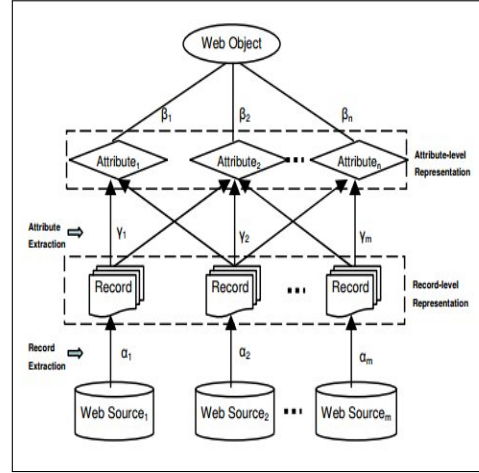 Web Object
β1 β2 βn
Attribute1 Attribute2 ... Attributen
Attribute-level
Representation
Attribute
Extraction
γ1 γ2 γm
Record Record ... Record
Record-level
Representation
Record
Extraction
α1 α2 αm
Web Source1 Web Source2 ... Web Sourcem